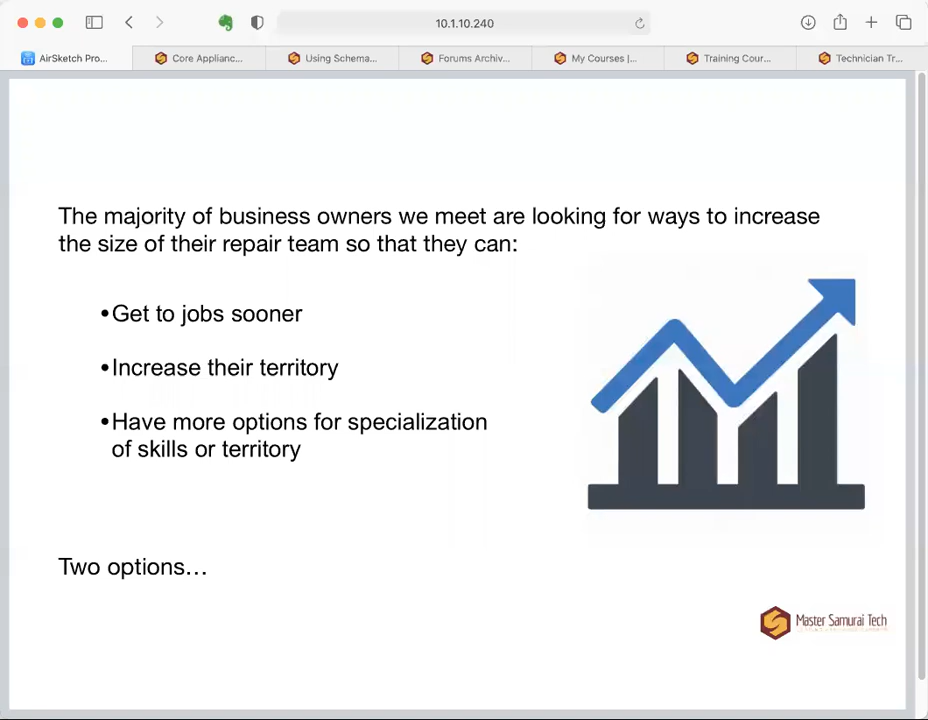 10.1.10.240
AirSketch Pro...
Core Applianc...
Using Schema...
Forums Archiv...
My Courses |...
Training Cour...
Technician Tr...
The majority of business owners we meet are looking for ways to increase
the size of their repair team so that they can:
•Get to jobs sooner
•Increase their territory
•Have more options for specialization
of skills or territory
Two options…
Master Samurai Tech